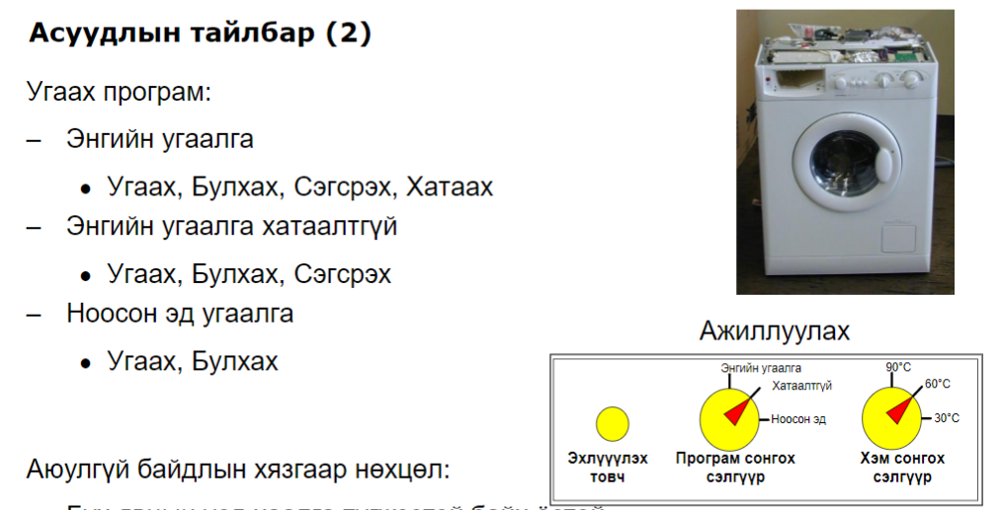 Асуудлын тайлбар (2)
Угаах програм:
– Энгийн угаалга
• Угаах, Булхах, Сэгсрэх, Хатаах
– Энгийн угаалга хатаалтгүй
• Угаах, Булхах, Сэгсрэх
– Ноосон эд угаалга
• Угаах, Булхах
Ажиллуулах
Энгийн угаалга
Хатаалтгүй
Ноосон эд
90°C
60°C
30°C
Эхлүүүлэх
товч
Програм сонгох
сэлгүүр
Хэм сонгох
сэлгүүр
Аюулгүй байдлын хязгаар нөхцөл: